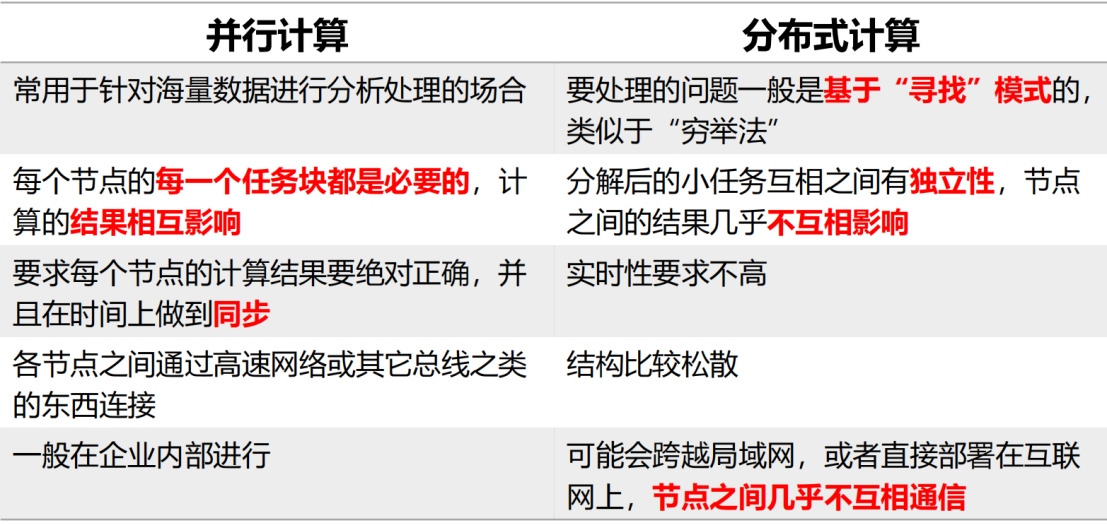 并行计算
分布式计算
常用于针对海量数据进行分析处理的场合
要处理的问题一般是基于“寻找”模式的，
类似于“穷举法”
每个节点的每一个任务块都是必要的，计
算的结果相互影响
分解后的小任务互相之间有独立性，节点
之间的结果几乎不互相影响
要求每个节点的计算结果要绝对正确，并
且在时间上做到同步
实时性要求不高
各节点之间通过高速网络或其它总线之类
的东西连接
结构比较松散
一般在企业内部进行
可能会跨越局域网，或者直接部署在互联
网上，节点之间几乎不互相通信